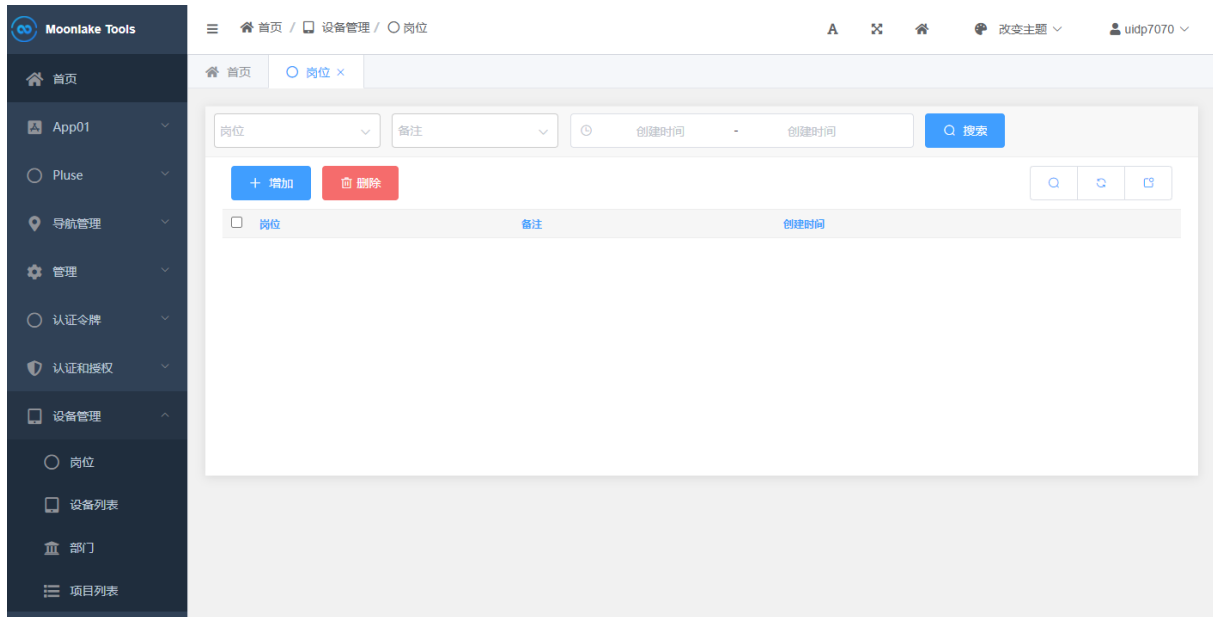 Moonlake Tools
首页 / 设备管理 / 岗位
A
改变主题
uidp7070
首页
岗位 ×
首页
App01
Pluse
导航管理
管理
认证令牌
认证和授权
设备管理
岗位
设备列表
部门
项目列表
岗位
备注
创建时间 - 创建时间
搜索
+ 增加
删除
岗位 备注 创建时间